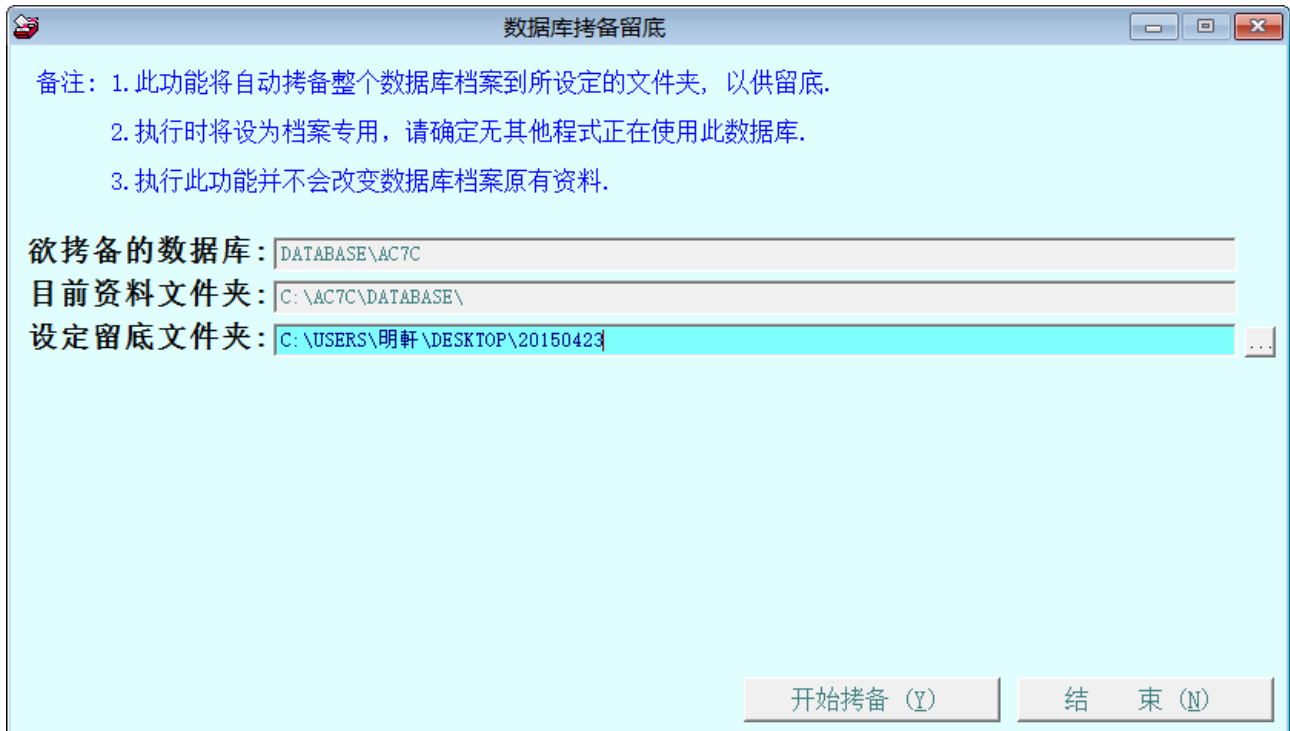 数据库拷备留底
备注: 1.此功能将自动拷备整个数据库档案到所设定的文件夹, 以供留底.
2.执行时将设为档案专用, 请确定无其他程式正在使用此数据库.
3.执行此功能并不会改变数据库档案原有资料.
欲拷备的数据库: DATABASE\AC7C
目前资料文件夹: C:\AC7C\DATABASE\
设定留底文件夹: C:\USERS\明軒\DESKTOP\20150423 ...
开始拷备 (Y) 结 束 (N)